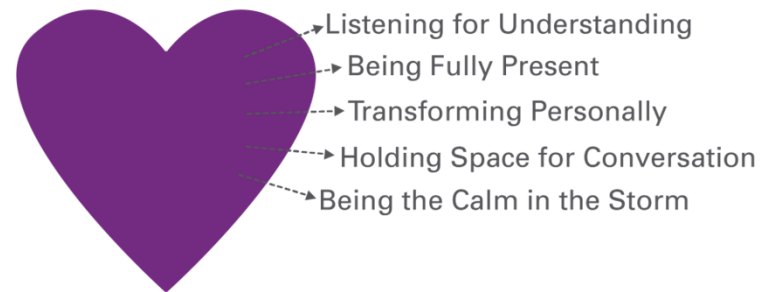 Listening for Understanding
Being Fully Present
Transforming Personally
Holding Space for Conversation
Being the Calm in the Storm